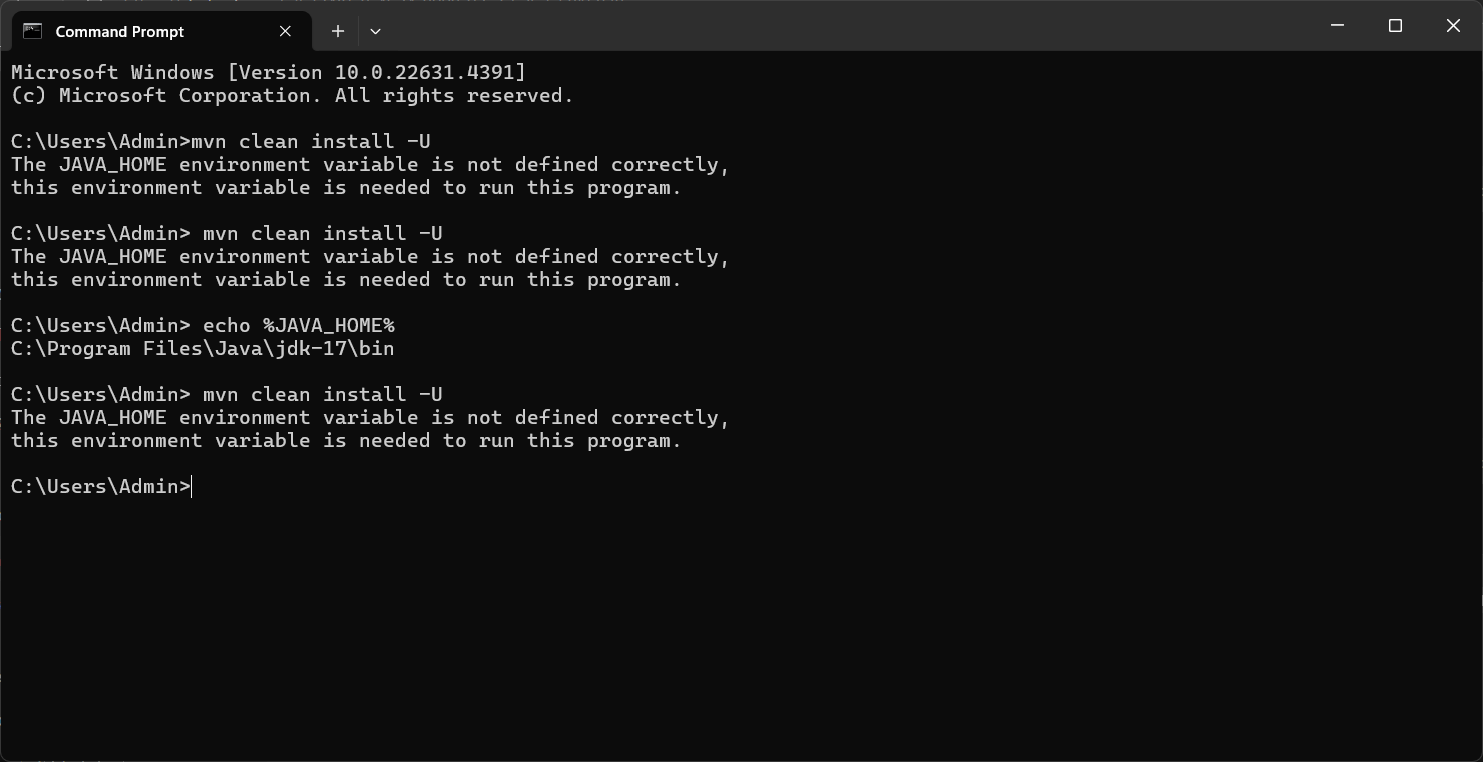 Command Prompt
Microsoft Windows [Version 10.0.22631.4391]
(c) Microsoft Corporation. All rights reserved.
C:\Users\Admin>mvn clean install -U
The JAVA_HOME environment variable is not defined correctly,
this environment variable is needed to run this program.
C:\Users\Admin> mvn clean install -U
The JAVA_HOME environment variable is not defined correctly,
this environment variable is needed to run this program.
C:\Users\Admin> echo %JAVA_HOME%
C:\Program Files\Java\jdk-17\bin
C:\Users\Admin> mvn clean install -U
The JAVA_HOME environment variable is not defined correctly,
this environment variable is needed to run this program.
C:\Users\Admin>